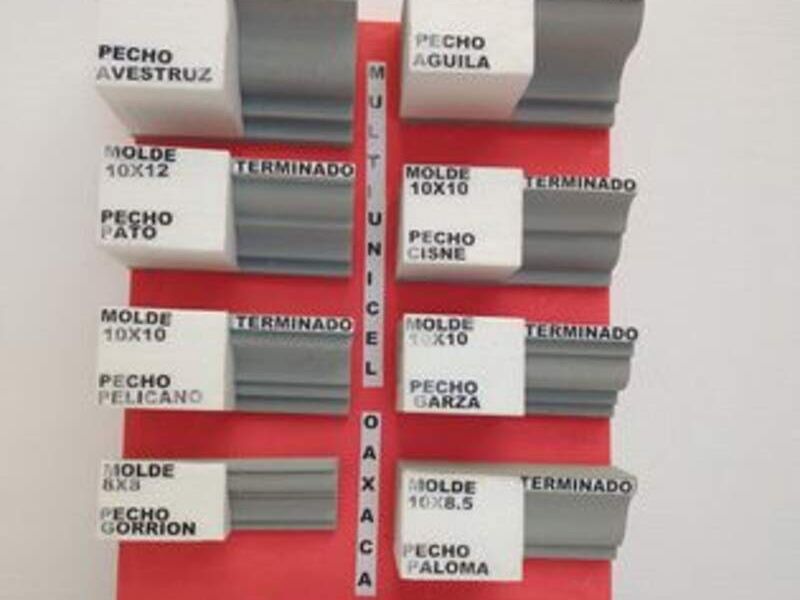 PECHO
AVESTRUZ
PECHO
AGUILA
MULTIUNICEL OAXACA
MOLDE
10X12
TERMINADO
PECHO
PATO
MOLDE
10X10
TERMINADO
PECHO
CISNE
MOLDE
10X10
TERMINADO
PECHO
PELICANO
MOLDE
10X10
TERMINADO
PECHO
GARZA
MOLDE
8X8
PECHO
GORRION
MOLDE
10X8.5
TERMINADO
PECHO
PALOMA